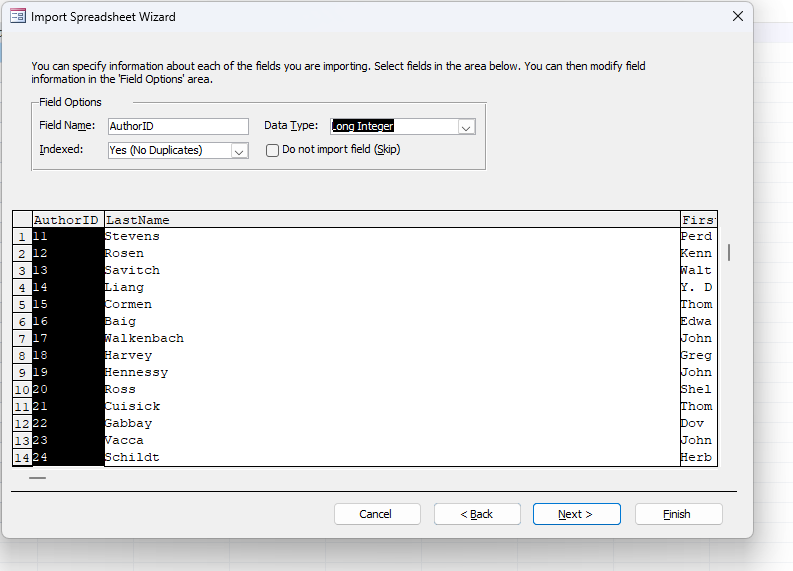 Import Spreadsheet Wizard
You can specify information about each of the fields you are importing. Select fields in the area below. You can then modify field
information in the 'Field Options' area.
Field Options
Field Name: AuthorID Data Type: Long Integer
Indexed: Yes (No Duplicates) Do not import field (Skip)
AuthorID LastName Firs
1 11 Stevens Perd
2 12 Rosen Kenn
3 13 Savitch Walt
4 14 Liang Y. D
5 15 Cormen Thom
6 16 Baig Edwa
7 17 Walkenbach John
8 18 Harvey Greg
9 19 Hennessy John
10 20 Ross Shel
11 21 Cuisick Thom
12 22 Gabbay Dov
13 23 Vacca John
14 24 Schildt Herb
Cancel < Back Next > Finish